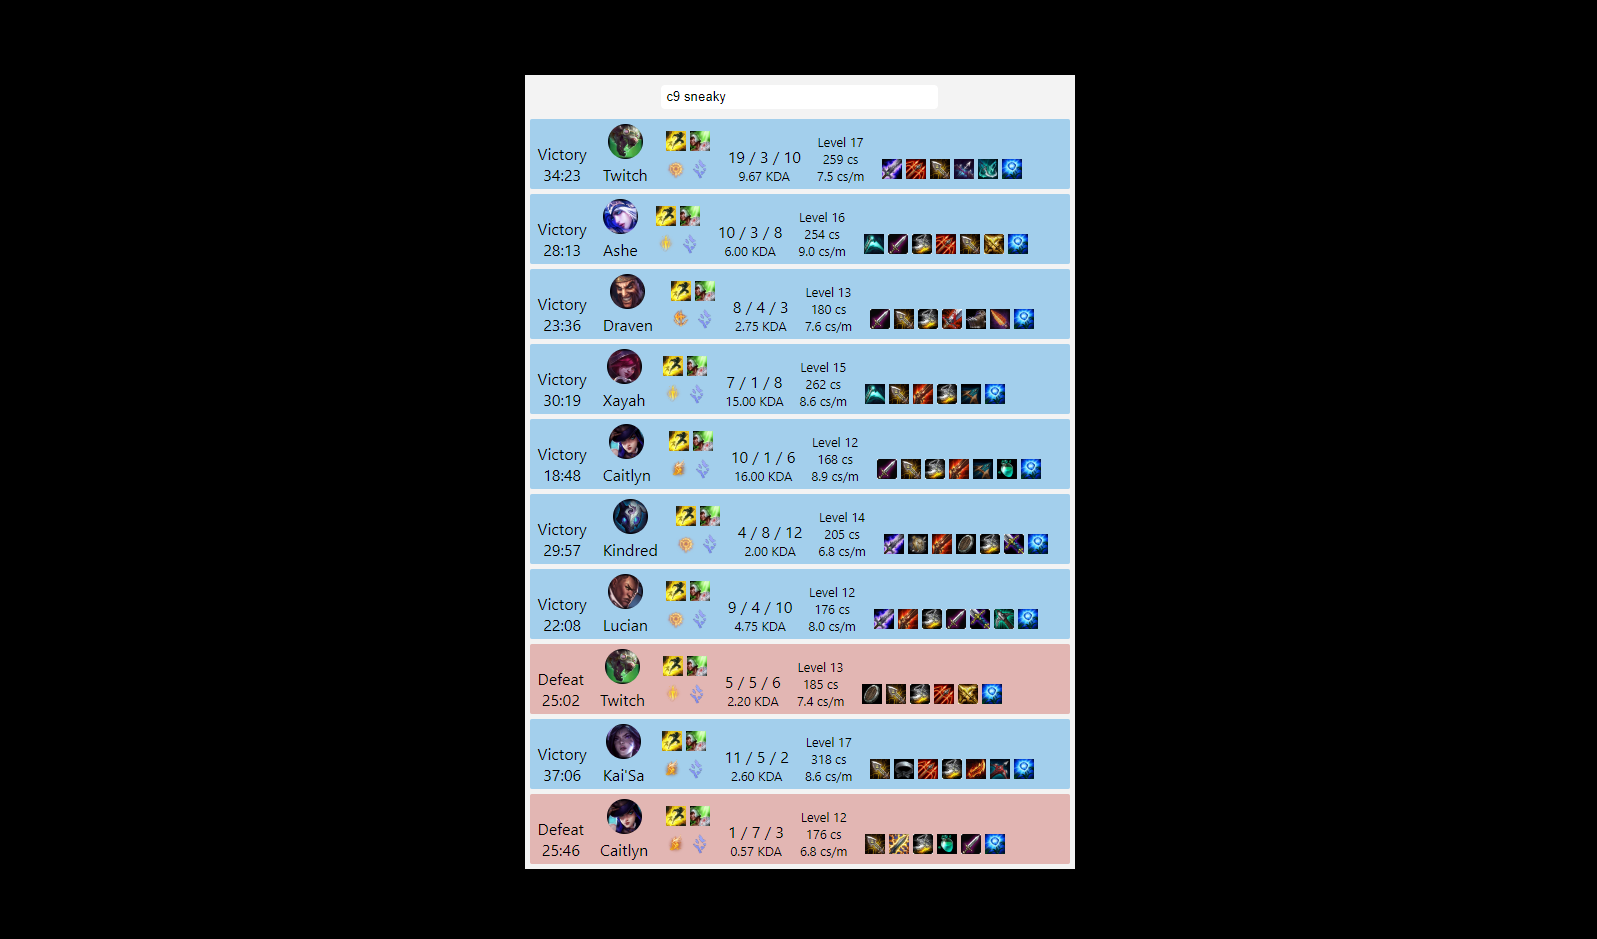 c9 sneaky
Victory
34:23
Twitch
19 / 3 / 10
9.67 KDA
Level 17
259 cs
7.5 cs/m
Victory
28:13
Ashe
10 / 3 / 8
6.00 KDA
Level 16
254 cs
9.0 cs/m
Victory
23:36
Draven
8 / 4 / 3
2.75 KDA
Level 13
180 cs
7.6 cs/m
Victory
30:19
Xayah
7 / 1 / 8
15.00 KDA
Level 15
262 cs
8.6 cs/m
Victory
18:48
Caitlyn
10 / 1 / 6
16.00 KDA
Level 12
168 cs
8.9 cs/m
Victory
29:57
Kindred
4 / 8 / 12
2.00 KDA
Level 14
205 cs
6.8 cs/m
Victory
22:08
Lucian
9 / 4 / 10
4.75 KDA
Level 12
176 cs
8.0 cs/m
Defeat
25:02
Twitch
5 / 5 / 6
2.20 KDA
Level 13
185 cs
7.4 cs/m
Victory
37:06
Kai'Sa
11 / 5 / 2
2.60 KDA
Level 17
318 cs
8.6 cs/m
Defeat
25:46
Caitlyn
1 / 7 / 3
0.57 KDA
Level 12
176 cs
6.8 cs/m